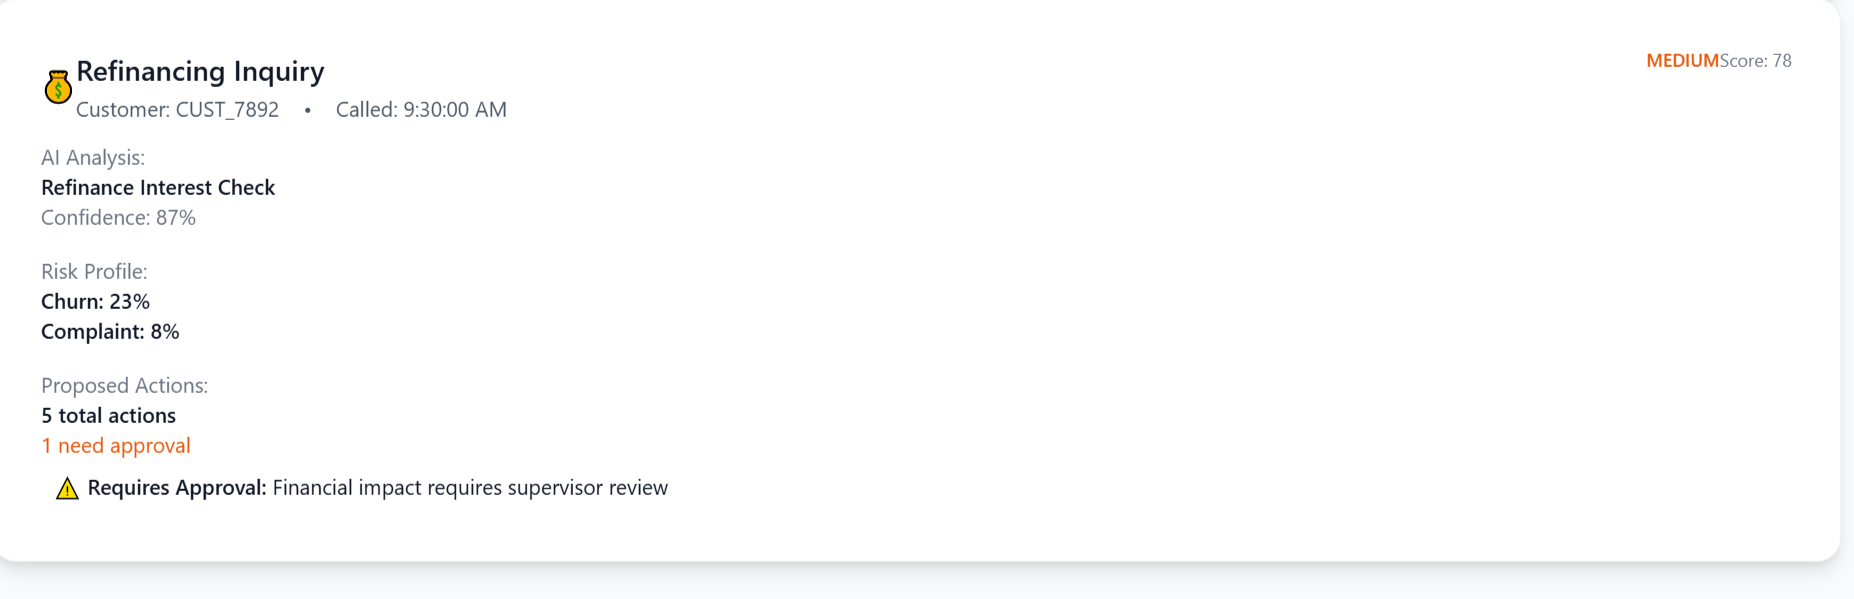 Refinancing Inquiry
MEDIUMScore: 78
Customer: CUST_7892 • Called: 9:30:00 AM
AI Analysis:
Refinance Interest Check
Confidence: 87%
Risk Profile:
Churn: 23%
Complaint: 8%
Proposed Actions:
5 total actions
1 need approval
Requires Approval: Financial impact requires supervisor review